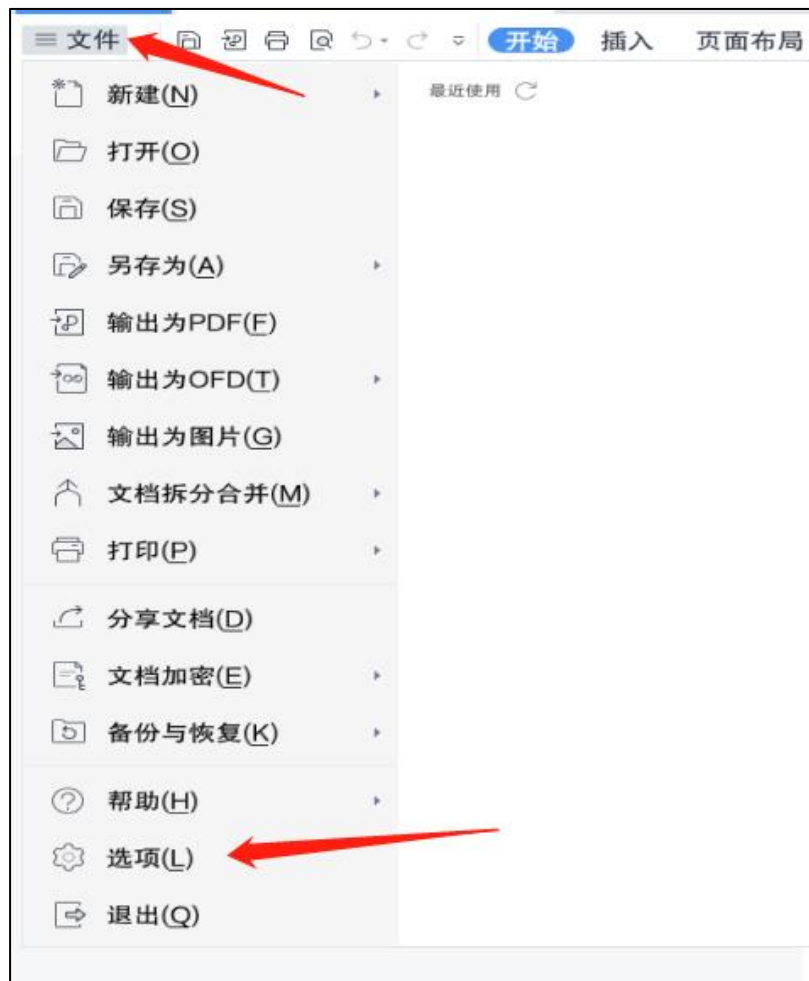 文件 开始 插入 页面布局
新建(N) 最近使用
打开(O)
保存(S)
另存为(A)
输出为PDF(F)
输出为OFD(T)
输出为图片(G)
文档拆分合并(M)
打印(P)
分享文档(D)
文档加密(E)
备份与恢复(K)
帮助(H)
选项(L)
退出(Q)